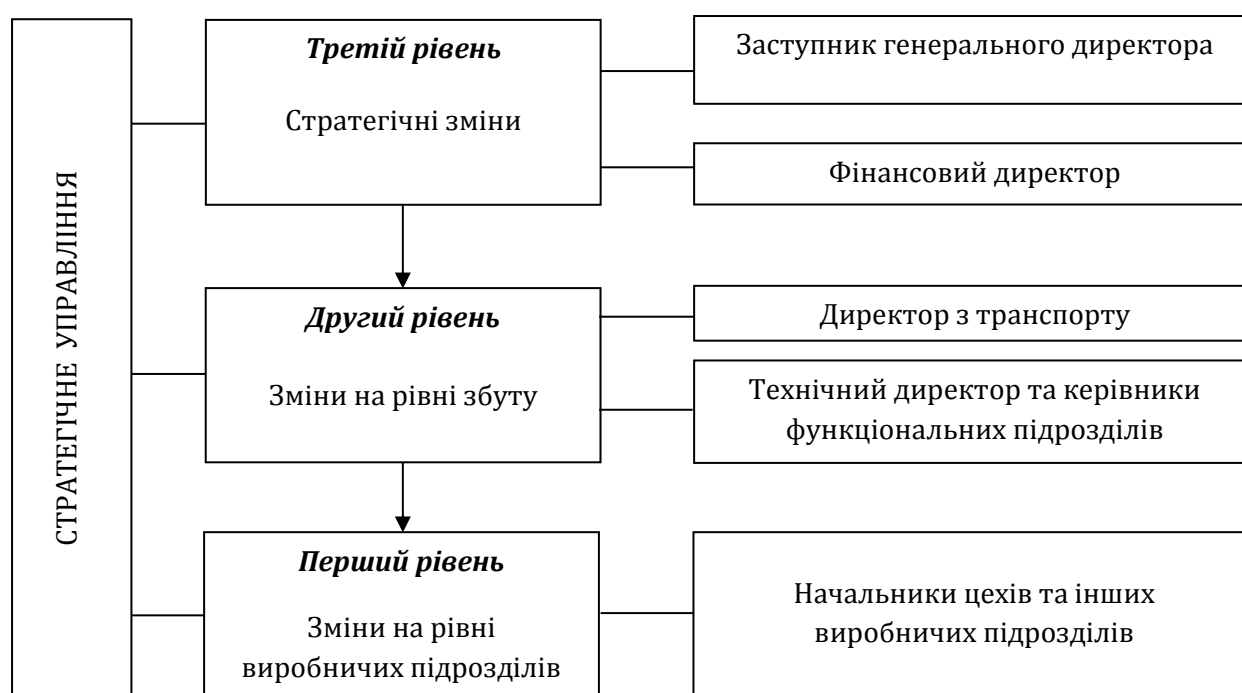 СТРАТЕГІЧНЕ УПРАВЛІННЯ
Третій рівень
Стратегічні зміни
Заступник генерального директора
Фінансовий директор
Другий рівень
Зміни на рівні збуту
Директор з транспорту
Технічний директор та керівники
функціональних підрозділів
Перший рівень
Зміни на рівні
виробничих підрозділів
Начальники цехів та інших
виробничих підрозділів